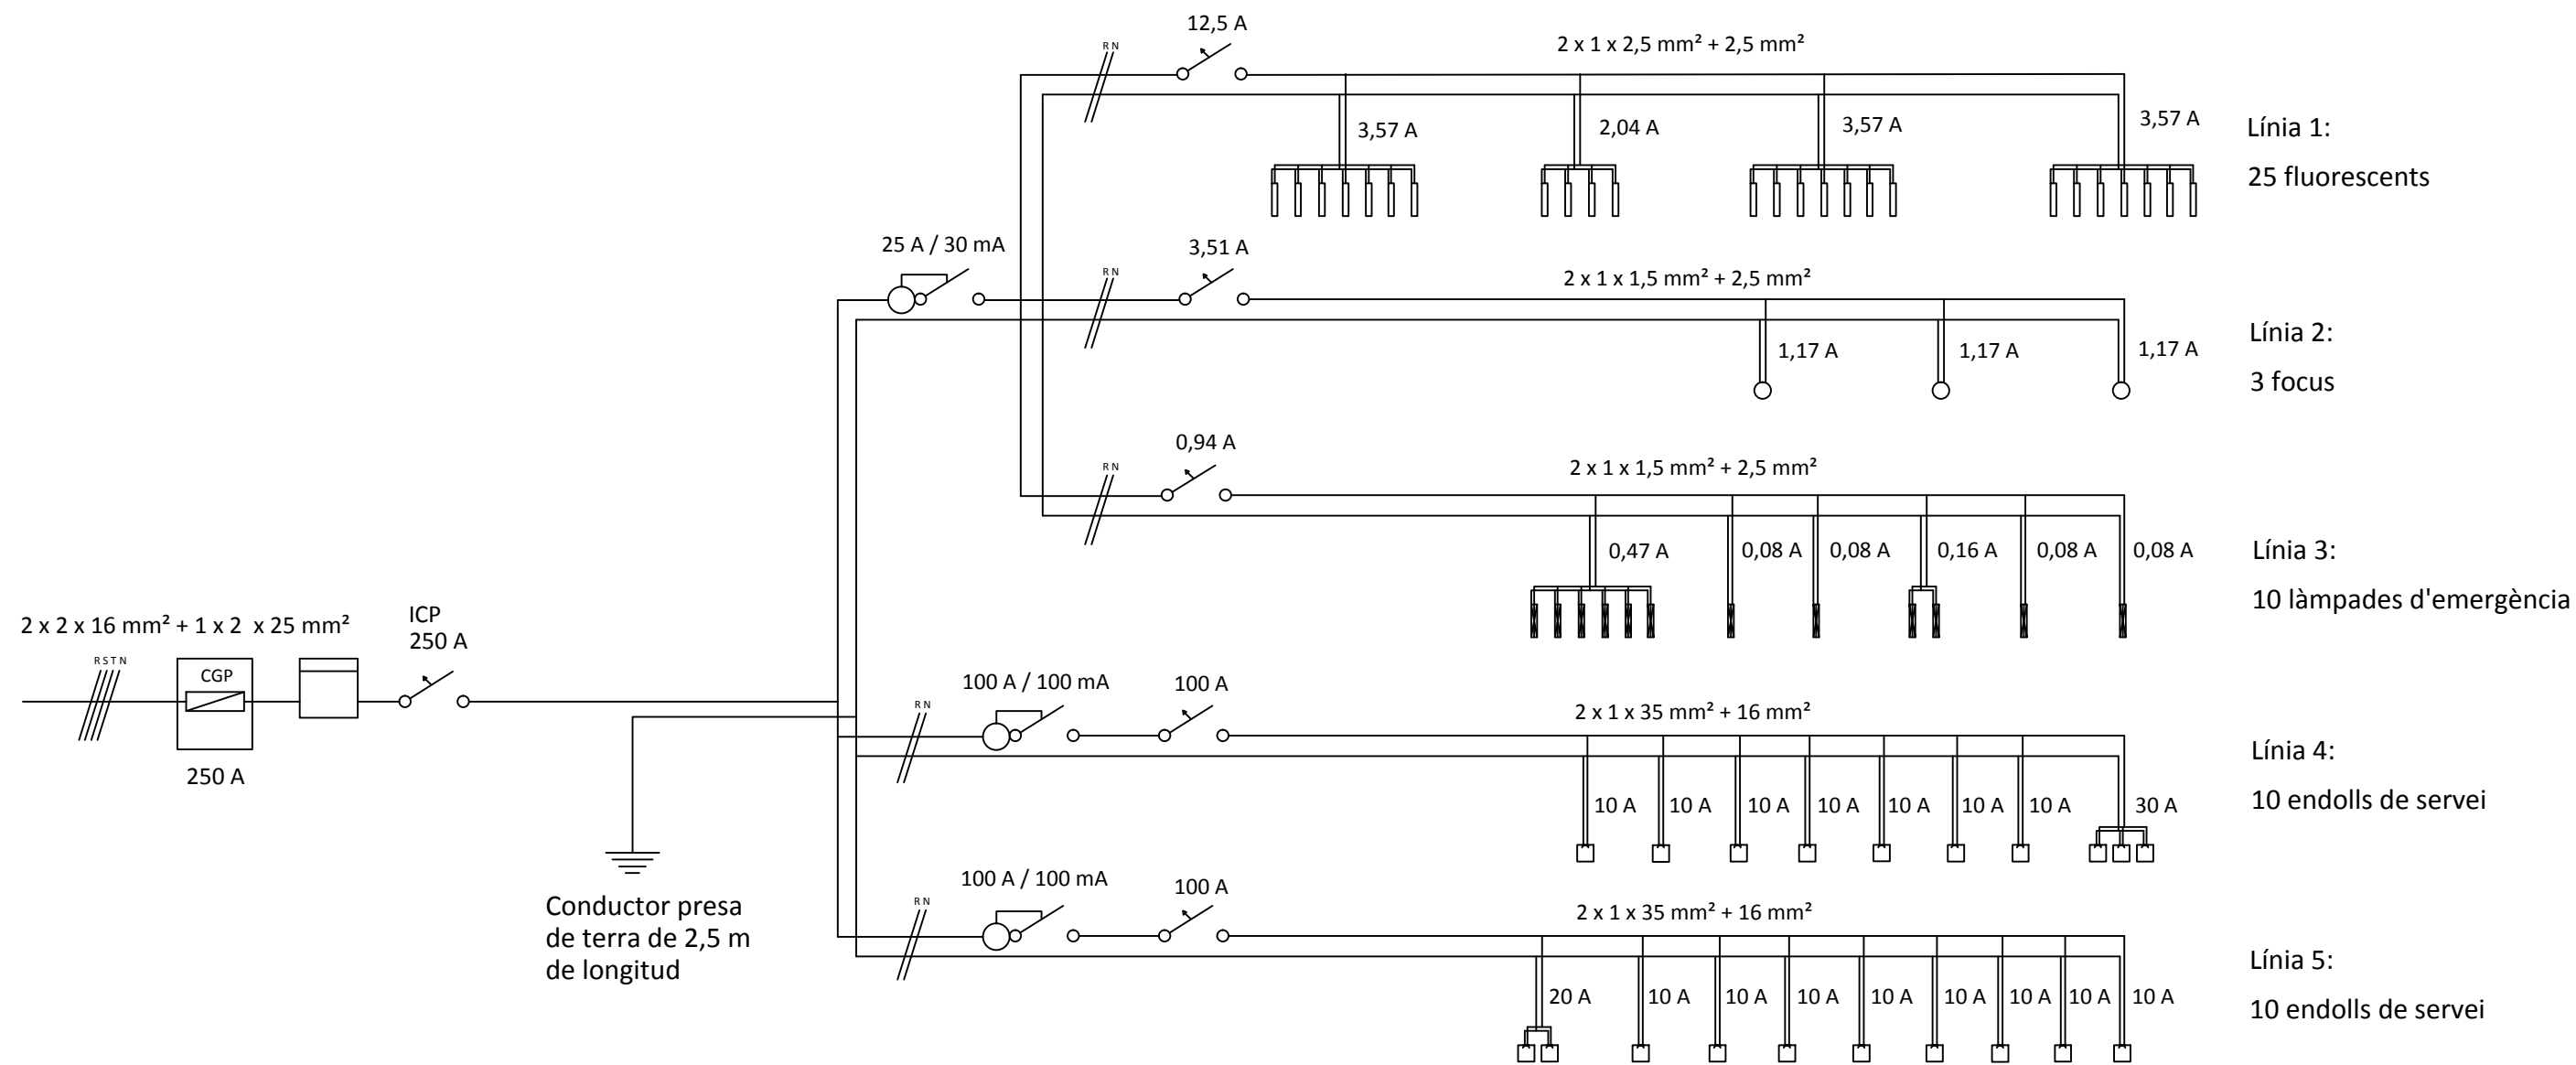 12,5 A
R N
2 x 1 x 2,5 mm² + 2,5 mm²
3,57 A
2,04 A
3,57 A
3,57 A
Línia 1:
25 fluorescents
25 A / 30 mA
R N
3,51 A
2 x 1 x 1,5 mm² + 2,5 mm²
1,17 A
1,17 A
1,17 A
Línia 2:
3 focus
R N
0,94 A
2 x 1 x 1,5 mm² + 2,5 mm²
0,47 A
0,08 A
0,08 A
0,16 A
0,08 A
0,08 A
Línia 3:
10 làmpades d'emergència
2 x 2 x 16 mm² + 1 x 2 x 25 mm²
R S T N
CGP
250 A
ICP
250 A
Conductor presa
de terra de 2,5 m
de longitud
R N
100 A / 100 mA
100 A
2 x 1 x 35 mm² + 16 mm²
10 A
10 A
10 A
10 A
10 A
10 A
10 A
30 A
Línia 4:
10 endolls de servei
R N
100 A / 100 mA
100 A
2 x 1 x 35 mm² + 16 mm²
20 A
10 A
10 A
10 A
10 A
10 A
10 A
10 A
10 A
Línia 5:
10 endolls de servei